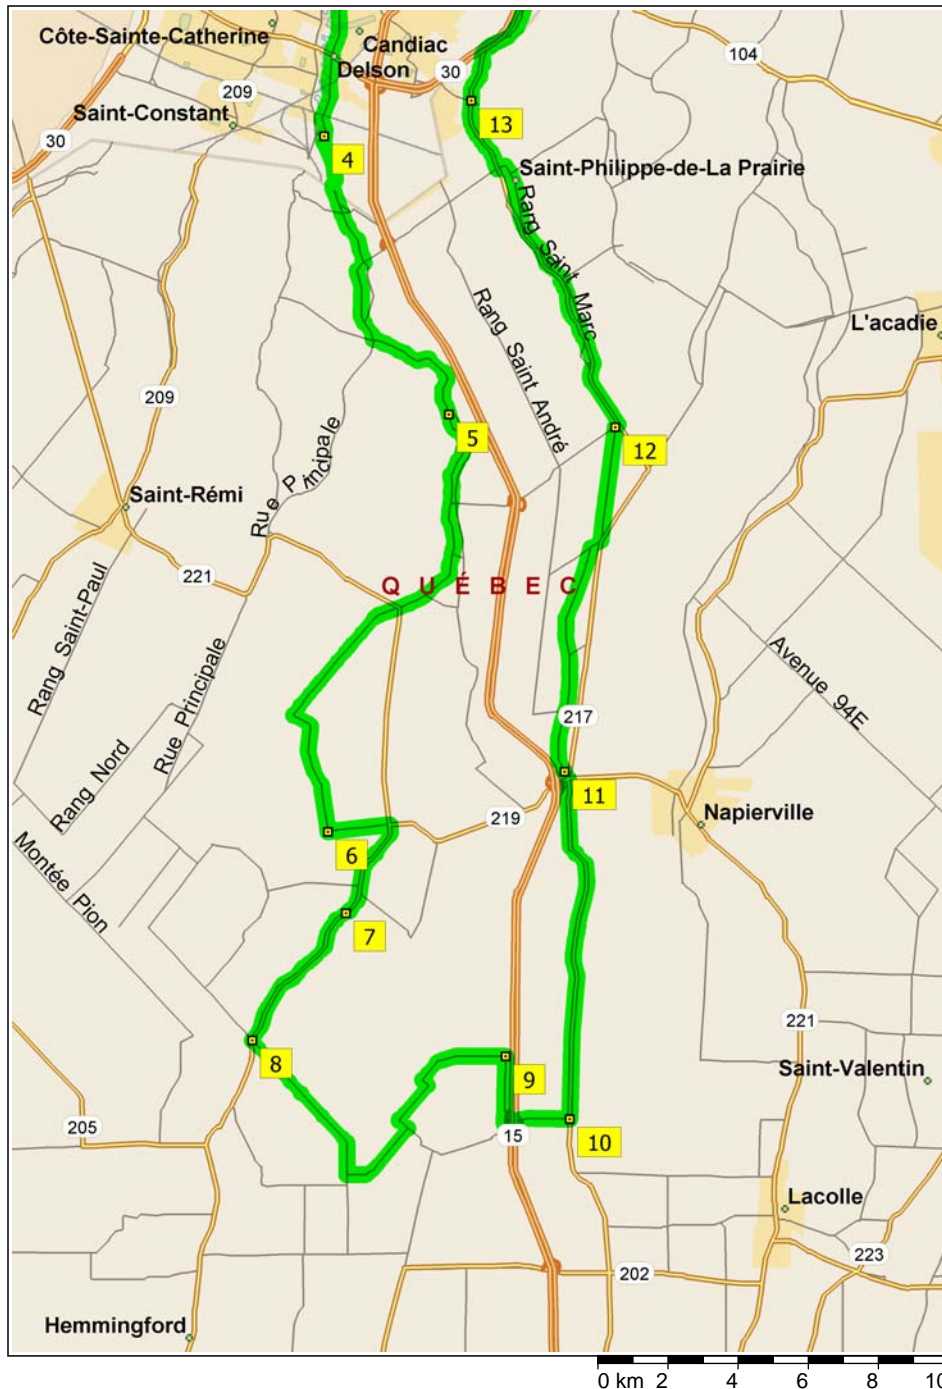 Côte-Sainte-Catherine
Candiac
Delson
104
30
209
Saint-Constant
13
30
4
Saint-Philippe-de-La Prairie
Rang Saint Marc
Rang Saint André
L'acadie
209
5
12
Rue Principale
Saint-Rémi
221
QUÉBEC
Rang Saint-Paul
Avenue 94E
Rue Principale
217
Rang Nord
11
219
Napierville
6
Montée Pion
7
221
8
9
Saint-Valentin
205
15
10
Lacolle
223
202
Hemmingford
0 km 2 4 6 8 10